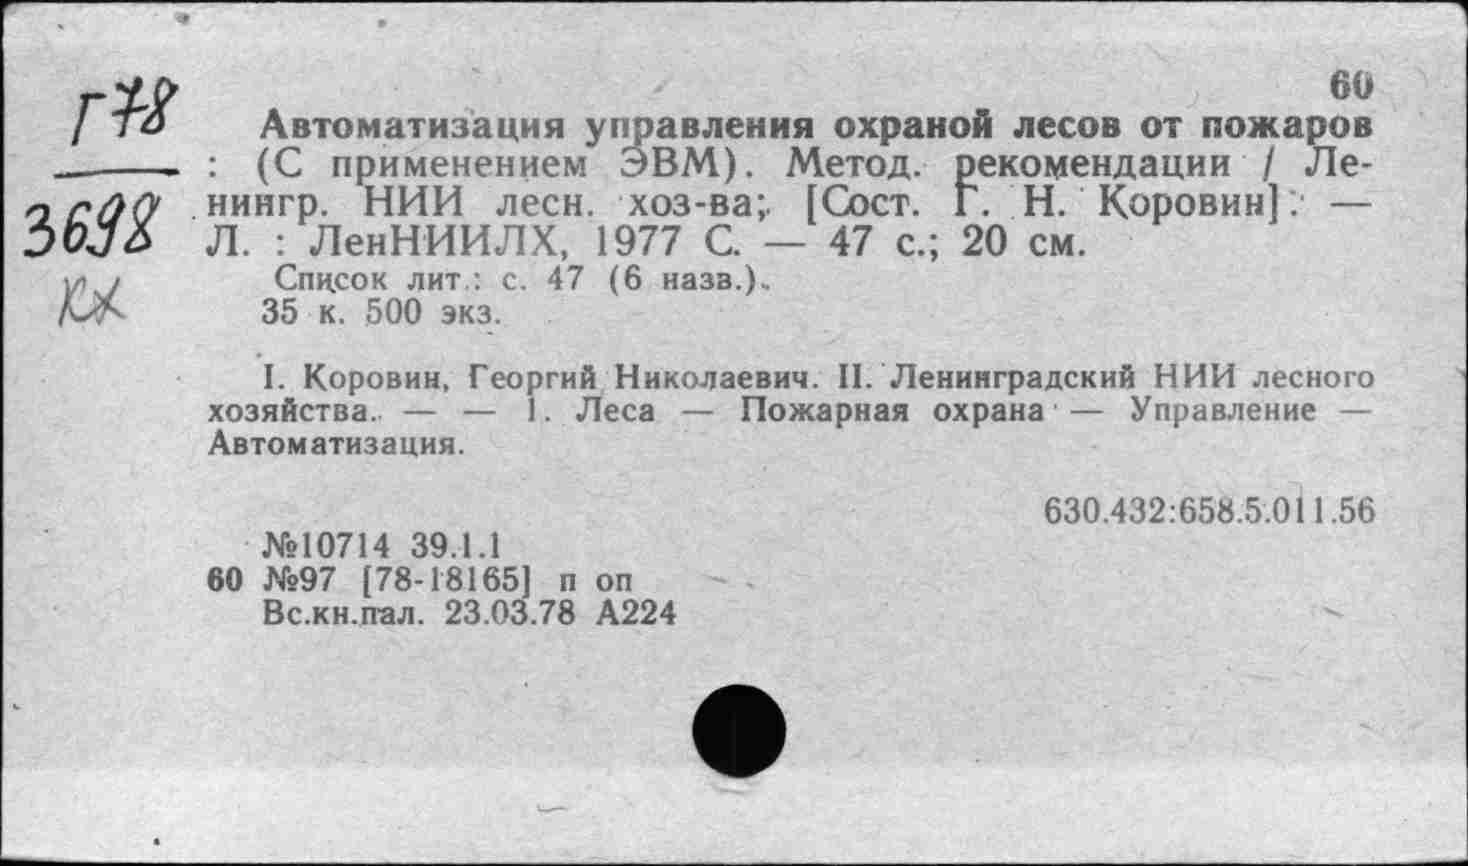 60
Г78
3698
кх
Автоматизация управления охраной лесов от пожаров
: (С применением ЭВМ). Метод. рекомендации / Ле-
нингр. НИИ лесн. хоз-ва; [Сост. Г. Н. Коровин]. —
Л. : ЛенНИИЛХ, 1977 С. — 47 с.; 20 см.
Список лит.: с. 47 (6 назв.).
35 к. 500 экз.
I. Коровин, Георгий Николаевич. II. Ленинградский НИИ лесного
хозяйства. — — 1. Леса — Пожарная охрана — Управление —
Автоматизация.
630.432:658.5.011.56
№10714 39.1.1
60 №97 [78-18165] п оп
Вс.кн.пал. 23.03.78 А224